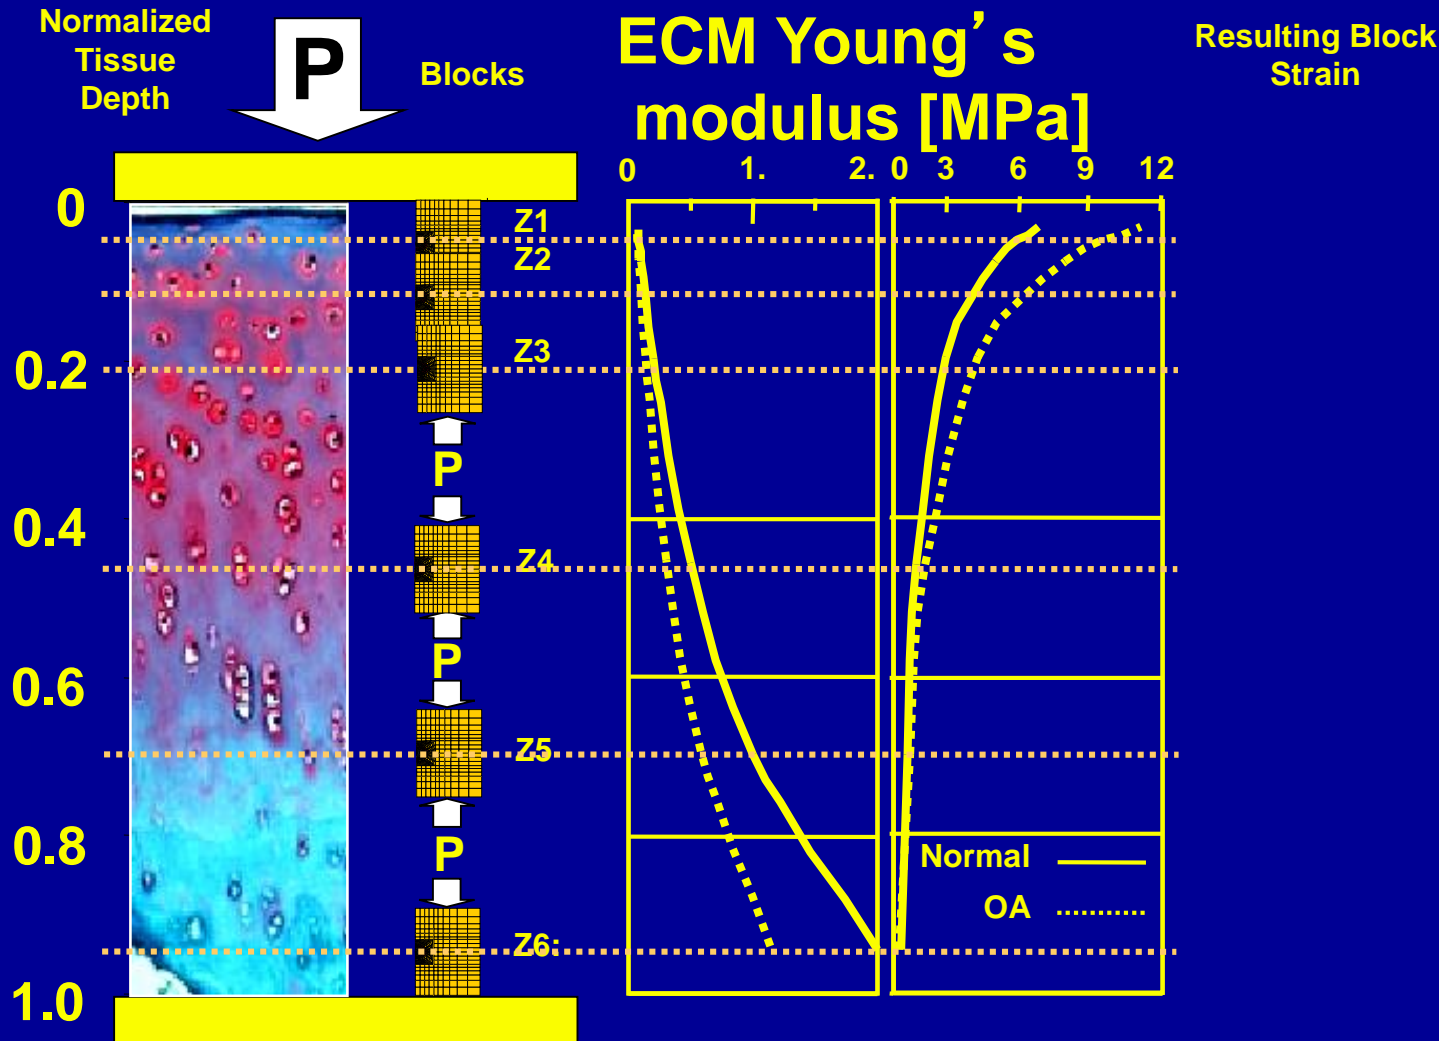 Normalized
Tissue
Depth
P
Blocks
ECM Young’s
modulus [MPa]
Resulting Block
Strain
0 1. 2. 0 3 6 9 12
0
Z1
Z2
0.2
Z3
P
0.4
Z4
P
0.6
Z5
0.8
P
Normal
OA
Z6:
1.0